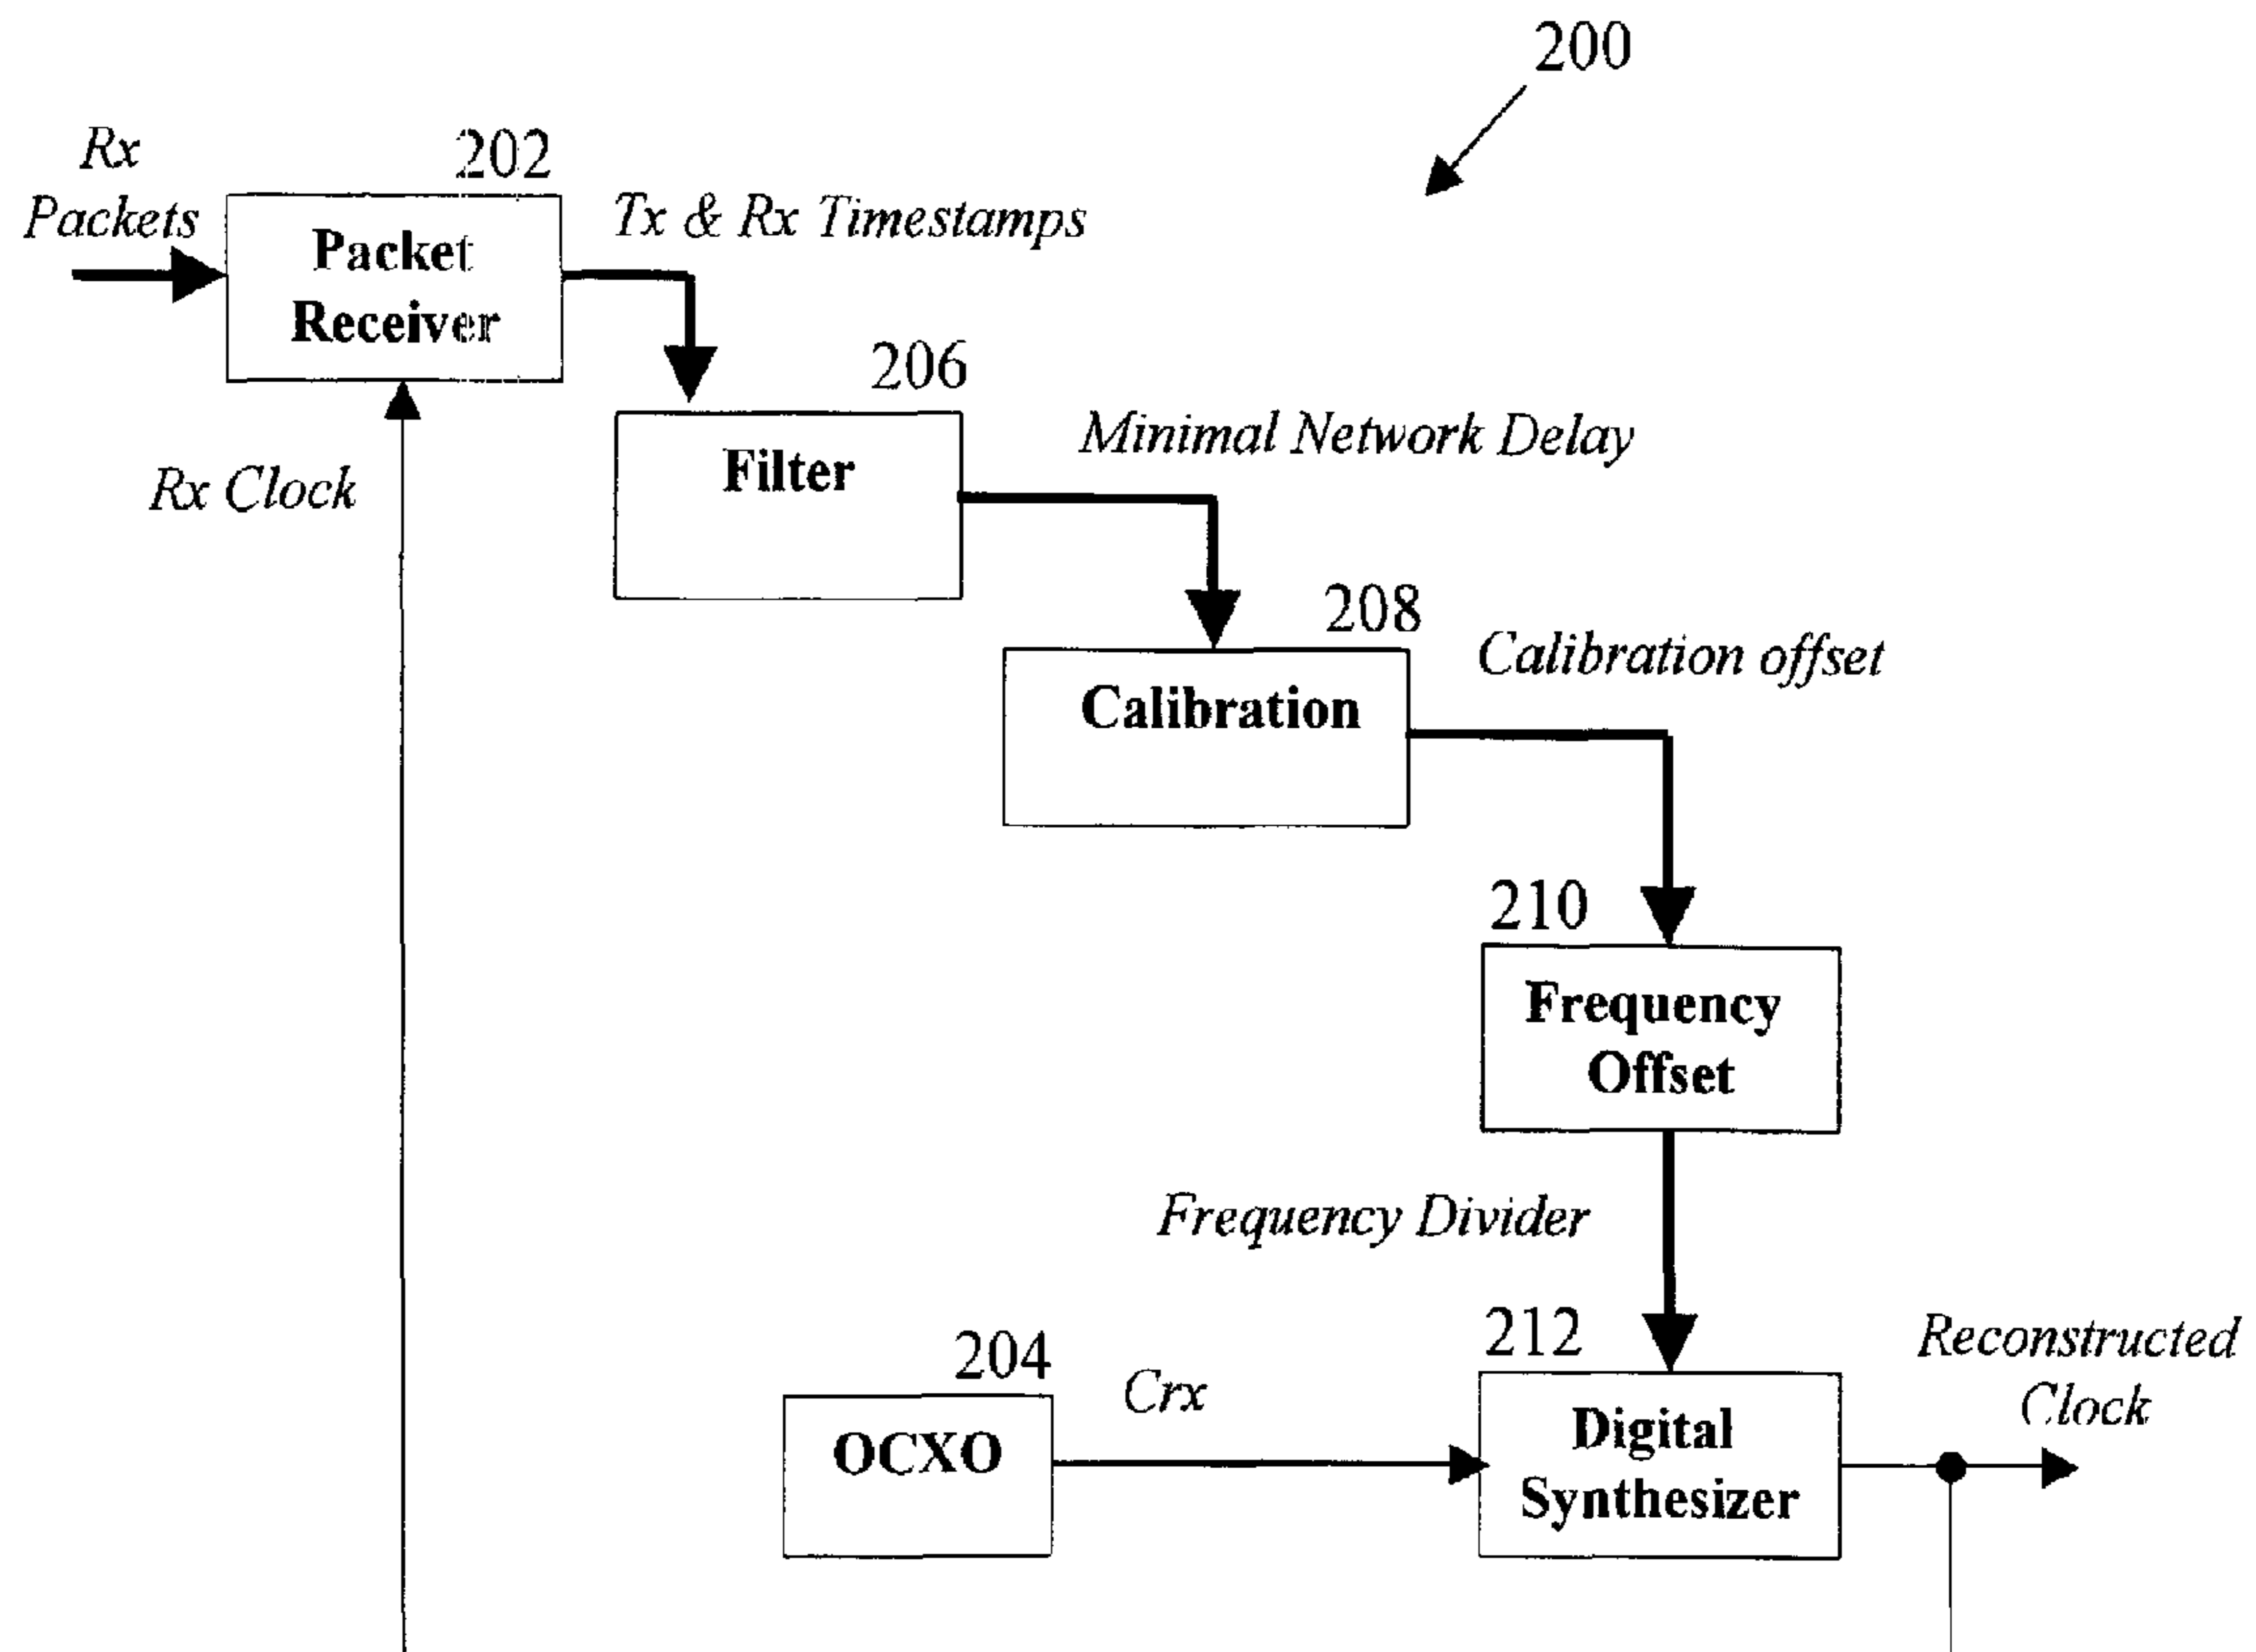 200
Rx
Packets
202
Packet
Receiver
Tx & Rx Timestamps
Rx Clock
206
Filter
Minimal Network Delay
208
Calibration
Calibration offset
210
Frequency
Offset
Frequency Divider
204
OCXO
Crx
212
Digital
Synthesizer
Reconstructed
Clock